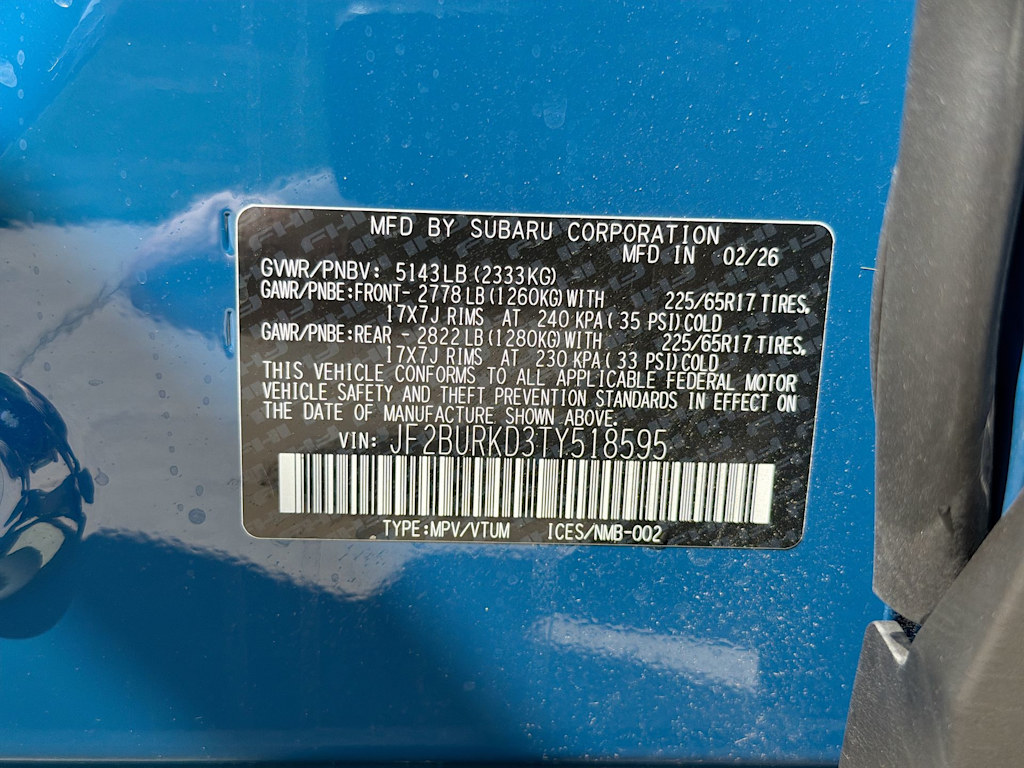 MFD BY SUBARU CORPORATION
MFD IN 02/26
GVWR/PNBV: 5143LB (2333KG)
GAWR/PNBE:FRONT- 2778 LB (1260KG) WITH 225/65R17 TIRES,
17X7J RIMS AT 240 KPA ( 35 PSI) COLD
GAWR/PNBE:REAR - 2822 LB (1280KG) WITH 225/65R17 TIRES,
17X7J RIMS AT 230 KPA ( 33 PSI) COLD
THIS VEHICLE CONFORMS TO ALL APPLICABLE FEDERAL MOTOR
VEHICLE SAFETY AND THEFT PREVENTION STANDARDS IN EFFECT ON
THE DATE OF MANUFACTURE SHOWN ABOVE.
VIN: JF2BURKD3TY518595
TYPE:MPV/VTUM ICES/NMB-002